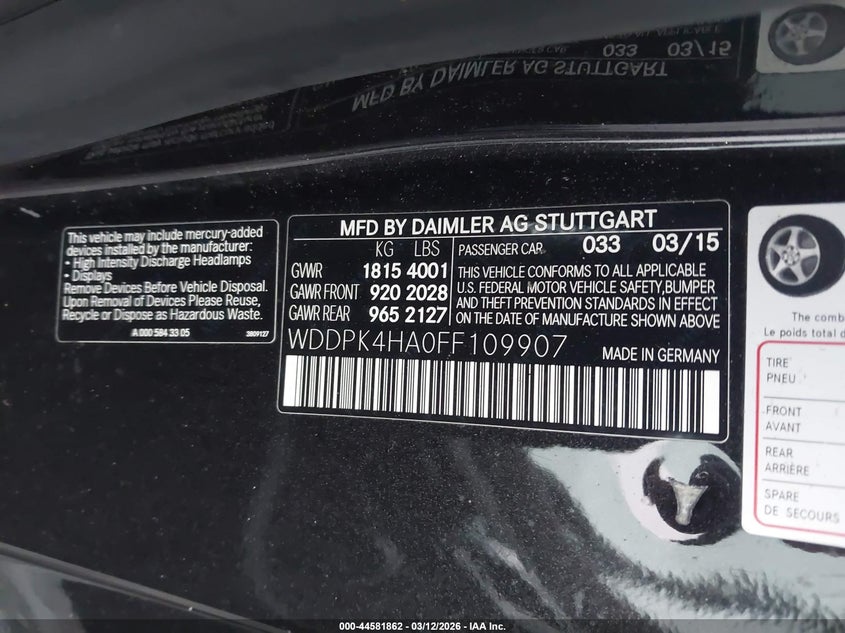 033 03/15
MFD BY DAIMLER AG STUTTGART
This vehicle may include mercury-added
devices installed by the manufacturer:
- High Intensity Discharge Headlamps
- Displays
Remove Devices Before Vehicle Disposal.
Upon Removal of Devices Please Reuse,
Recycle or Dispose as Hazardous Waste.
A 000 584 33 05 3809127
MFD BY DAIMLER AG STUTTGART
KG LBS
GVWR 1815 4001
GAWR FRONT 920 2028
GAWR REAR 965 2127
PASSENGER CAR 033 03/15
THIS VEHICLE CONFORMS TO ALL APPLICABLE
U.S. FEDERAL MOTOR VEHICLE SAFETY,BUMPER
AND THEFT PREVENTION STANDARDS IN EFFECT
ON THE DATE OF MANUFACTURE SHOWN ABOVE
WDDPK4HA0FF109907
MADE IN GERMANY
The comb
Le poids total d
TIRE
PNEU
FRONT
AVANT
REAR
ARRIÈRE
SPARE
DE SECOURS
000-44581862 - 03/12/2026 - IAA Inc.